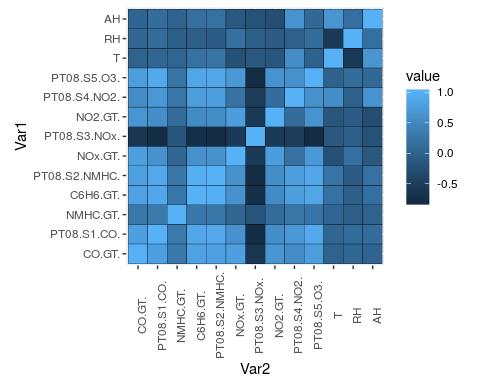 AH
RH
T
PT08.S5.O3.
PT08.S4.NO2.
NO2.GT.
PT08.S3.NOx.
NOx.GT.
PT08.S2.NMHC.
C6H6.GT.
NMHC.GT.
PT08.S1.CO.
CO.GT.
Var1
CO.GT.
PT08.S1.CO.
NMHC.GT.
C6H6.GT.
PT08.S2.NMHC.
NOx.GT.
PT08.S3.NOx.
NO2.GT.
PT08.S4.NO2.
PT08.S5.O3.
T
RH
AH
Var2
value
1.0
0.5
0.0
-0.5